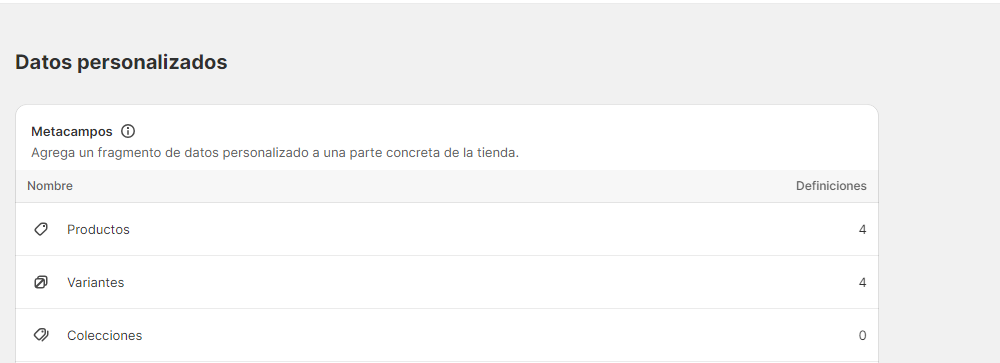 Datos personalizados
Metacampos
Agrega un fragmento de datos personalizado a una parte concreta de la tienda.
Nombre Definiciones
Productos 4
Variantes 4
Colecciones 0